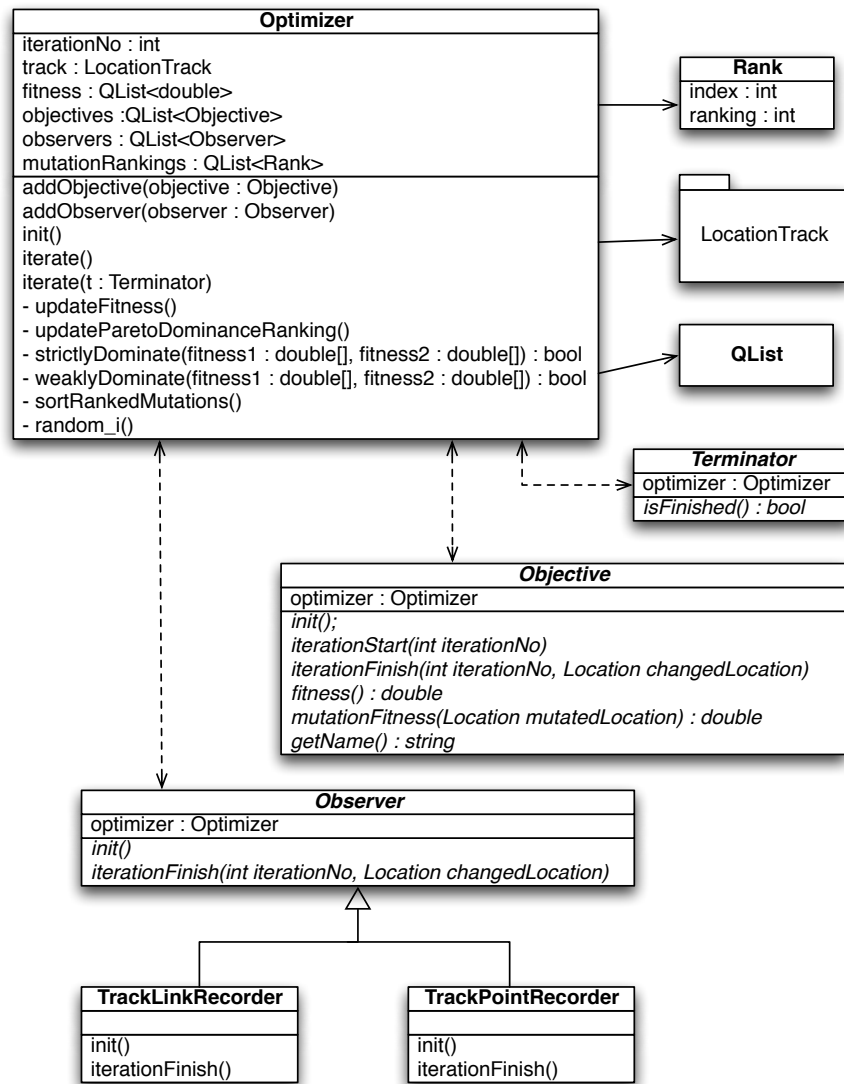 Optimizer
iterationNo : int
track : LocationTrack
fitness : QList<double>
objectives :QList<Objective>
observers : QList<Observer>
mutationRankings : QList<Rank>
addObjective(objective : Objective)
addObserver(observer : Observer)
init()
iterate()
iterate(t : Terminator)
- updateFitness()
- updateParetoDominanceRanking()
- strictlyDominate(fitness1 : double[], fitness2 : double[]) : bool
- weaklyDominate(fitness1 : double[], fitness2 : double[]) : bool
- sortRankedMutations()
- random_i()
Rank
index : int
ranking : int
LocationTrack
QList
Terminator
optimizer : Optimizer
isFinished() : bool
Objective
optimizer : Optimizer
init();
iterationStart(int iterationNo)
iterationFinish(int iterationNo, Location changedLocation)
fitness() : double
mutationFitness(Location mutatedLocation) : double
getName() : string
Observer
optimizer : Optimizer
init()
iterationFinish(int iterationNo, Location changedLocation)
TrackLinkRecorder
init()
iterationFinish()
TrackPointRecorder
init()
iterationFinish()